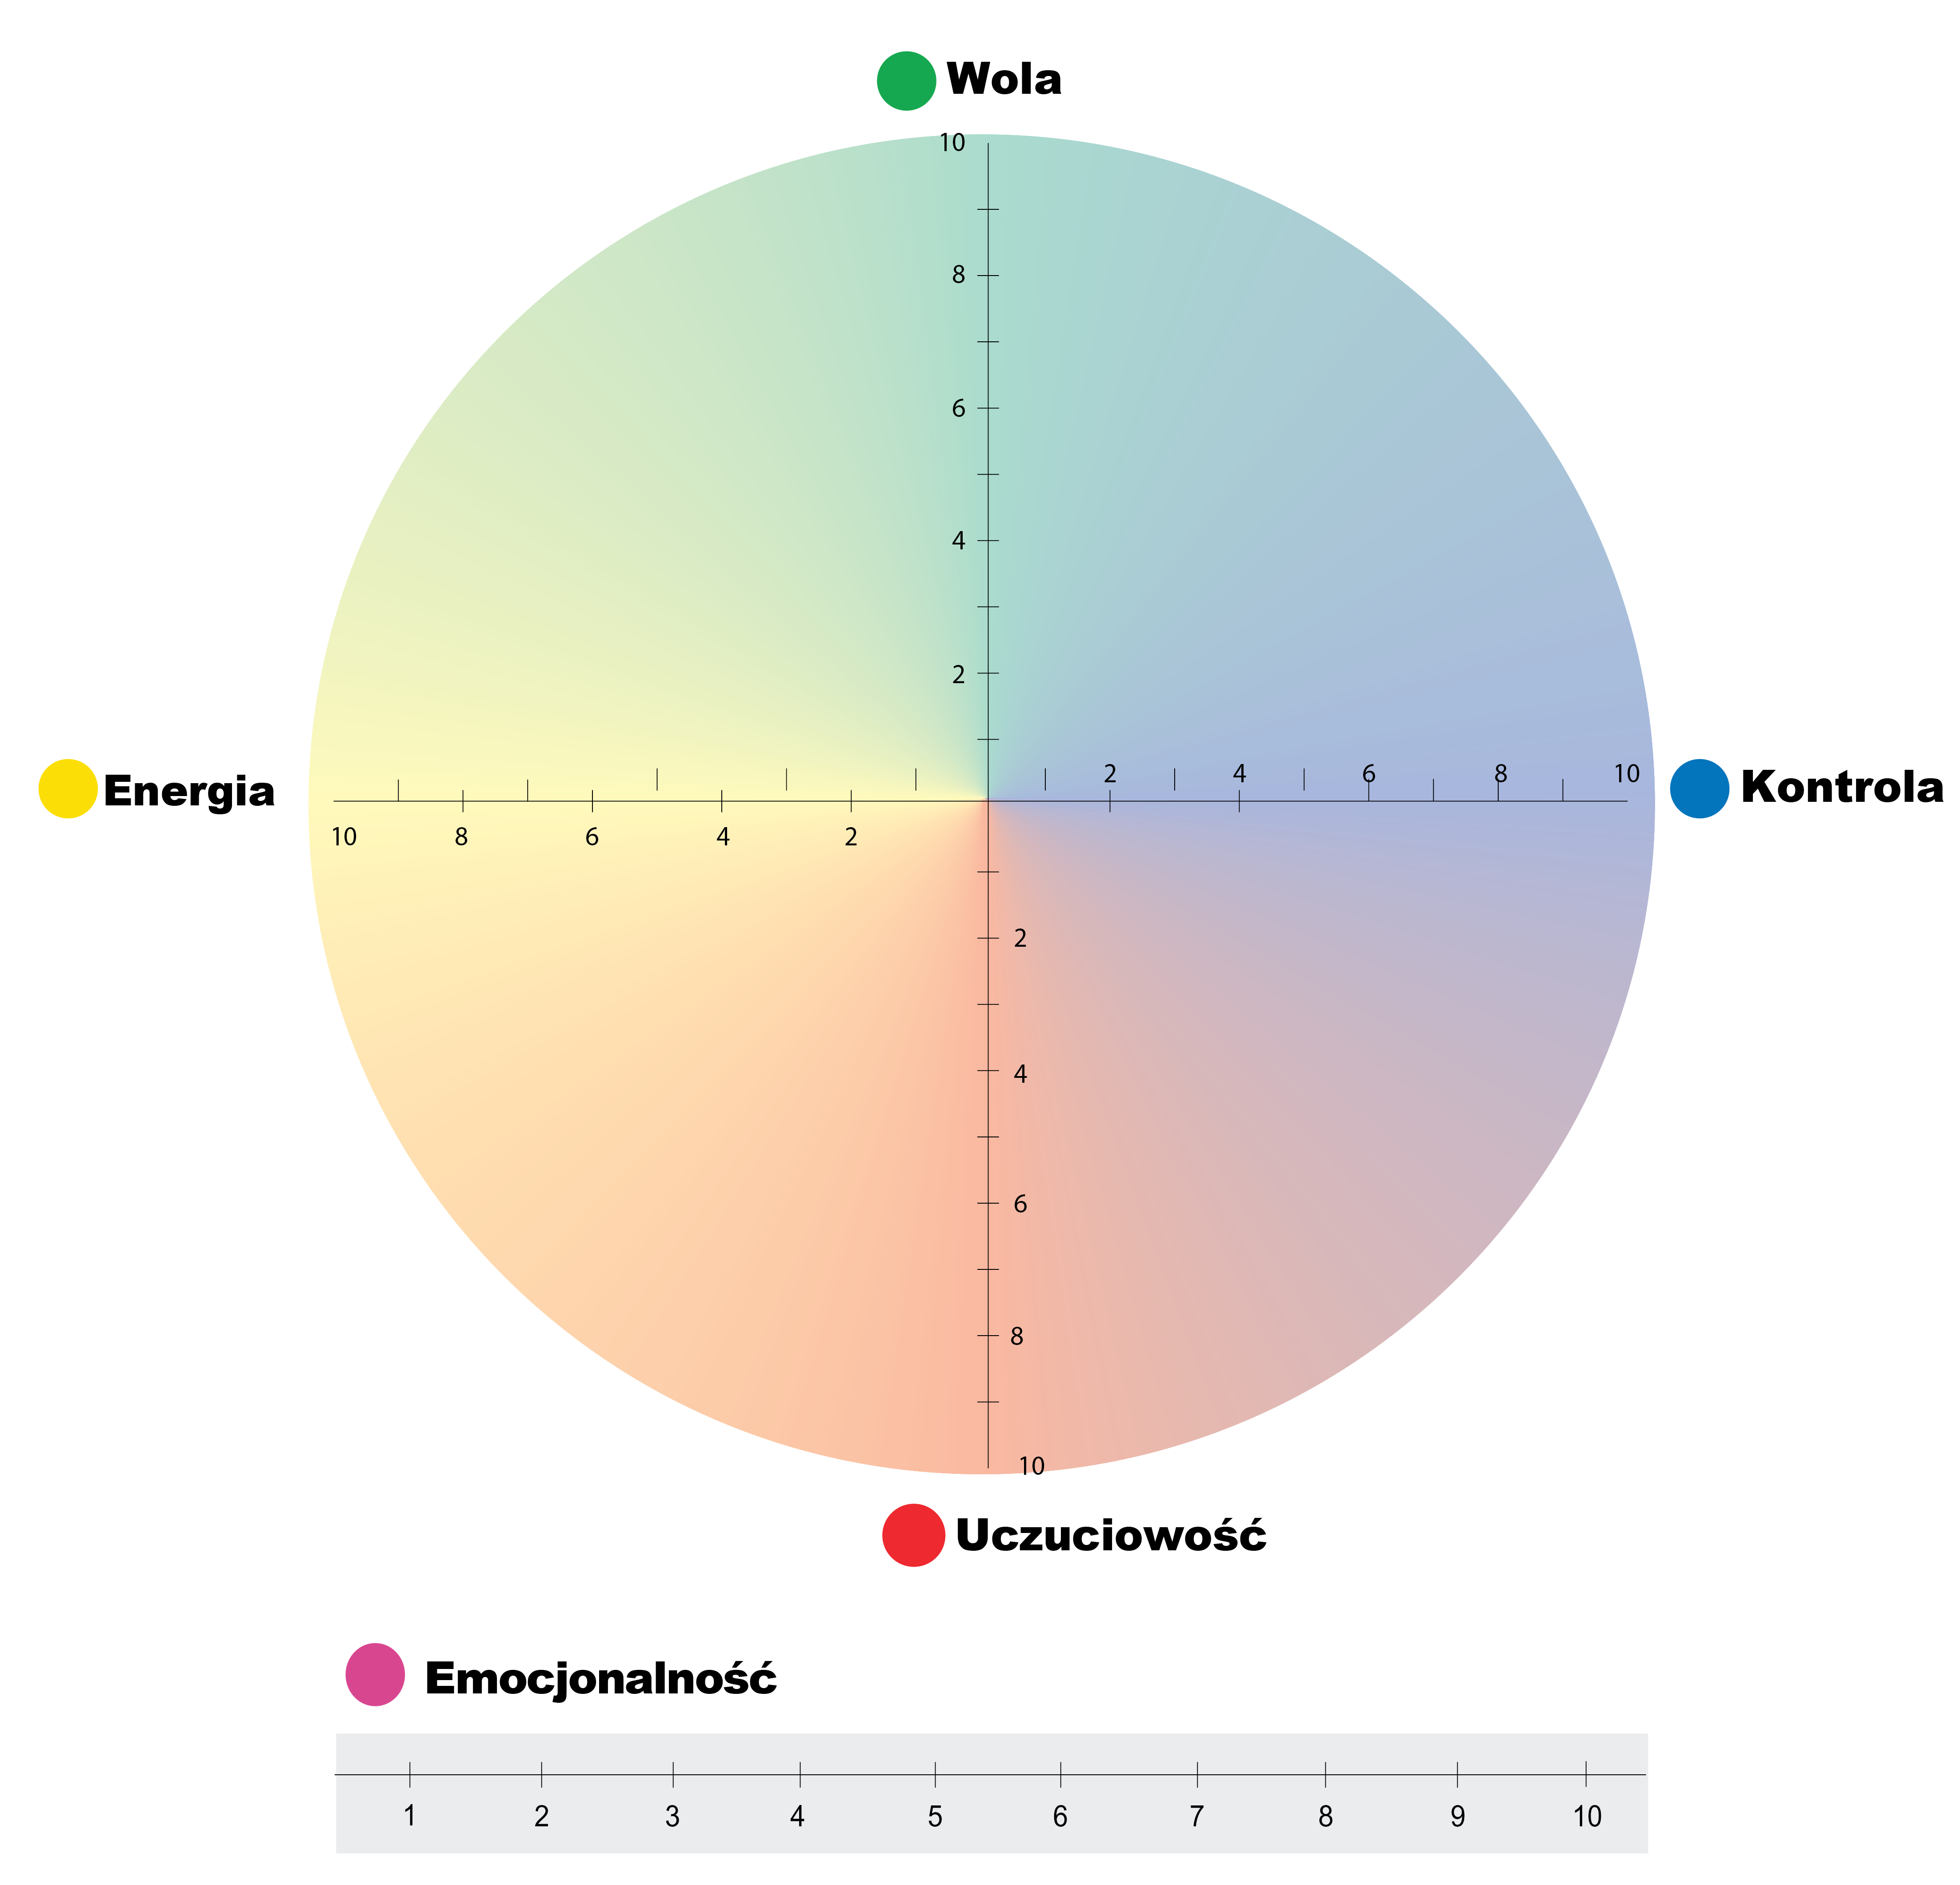 Wola
10
8
6
4
2
Energia
10 8 6 4 2
2 4 6 8 10
Kontrola
2
4
6
8
10
Uczuciowość
Emocjonalność
1 2 3 4 5 6 7 8 9 10